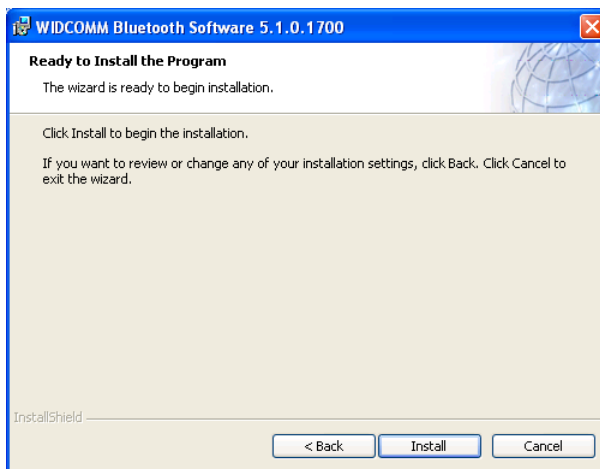 WIDCOMM Bluetooth Software 5.1.0.1700
Ready to Install the Program
The wizard is ready to begin installation.
Click Install to begin the installation.
If you want to review or change any of your installation settings, click Back. Click Cancel to
exit the wizard.
InstallShield
< Back Install Cancel